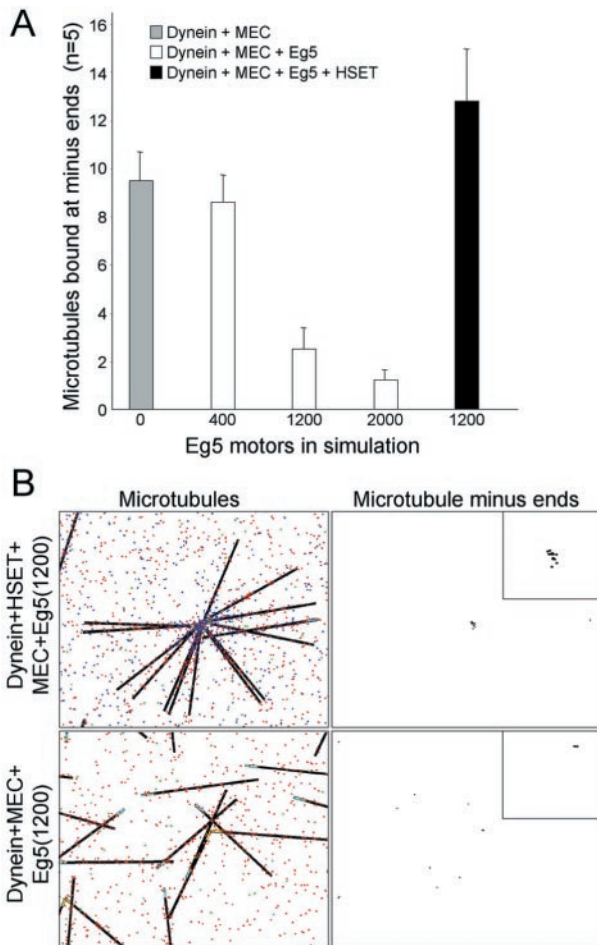 A
Dynein + MEC
Dynein + MEC + Eg5
Dynein + MEC + Eg5 + HSET
Microtubules bound at minus ends (n=5)
16
14
12
10
8
6
4
2
0
0 400 1200 2000 1200
Eg5 motors in simulation
B
Microtubules
Microtubule minus ends
Dynein+HSET+
MEC+Eg5(1200)
Dynein+MEC+
Eg5(1200)